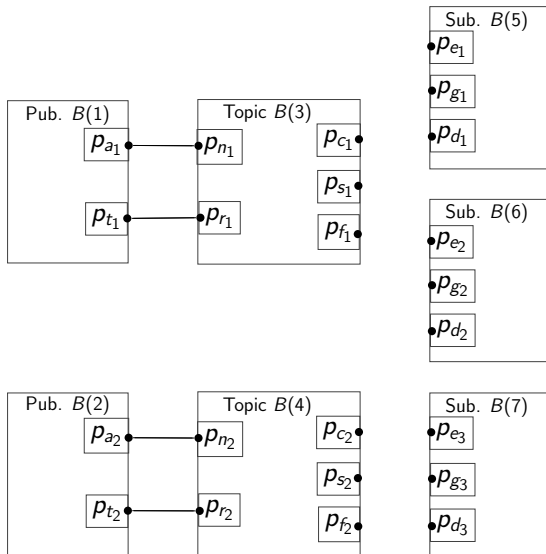 Pub. B(1)
p_{a_1}
p_{t_1}
Topic B(3)
p_{n_1}
p_{r_1}
p_{c_1}
p_{s_1}
p_{f_1}
Sub. B(5)
p_{e_1}
p_{g_1}
p_{d_1}
Sub. B(6)
p_{e_2}
p_{g_2}
p_{d_2}
Pub. B(2)
p_{a_2}
p_{t_2}
Topic B(4)
p_{n_2}
p_{r_2}
p_{c_2}
p_{s_2}
p_{f_2}
Sub. B(7)
p_{e_3}
p_{g_3}
p_{d_3}